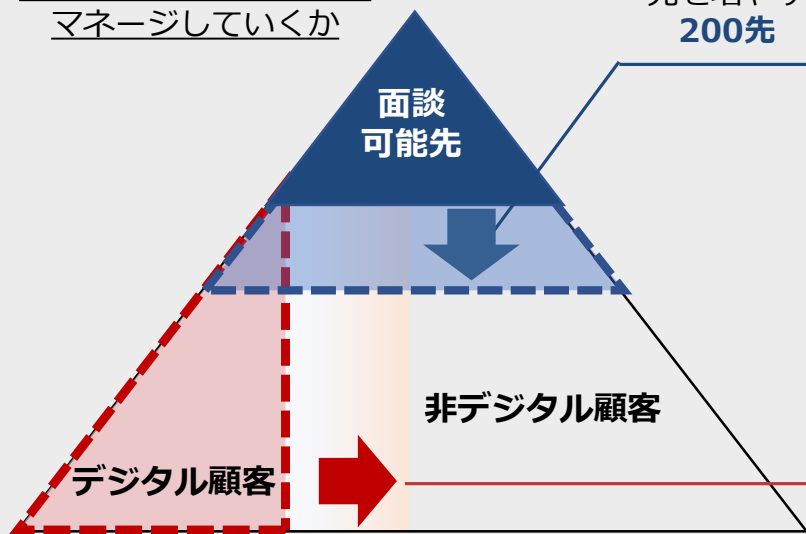 マネージしていくか
200先
面談
可能先
非デジタル顧客
デジタル顧客